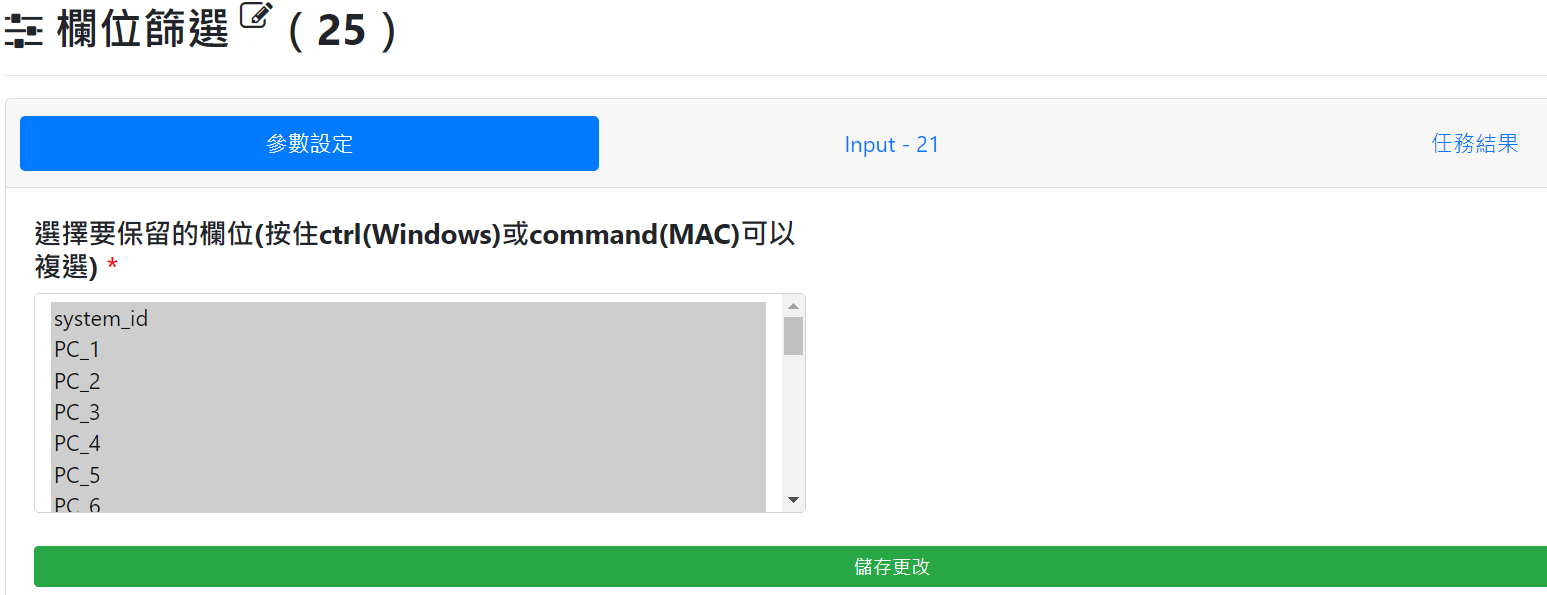 欄位篩選 ( 25 )
參數設定 Input - 21 任務結果
選擇要保留的欄位(按住ctrl(Windows)或command(MAC)可以
複選) *
system_id
PC_1
PC_2
PC_3
PC_4
PC_5
PC_6
儲存更改